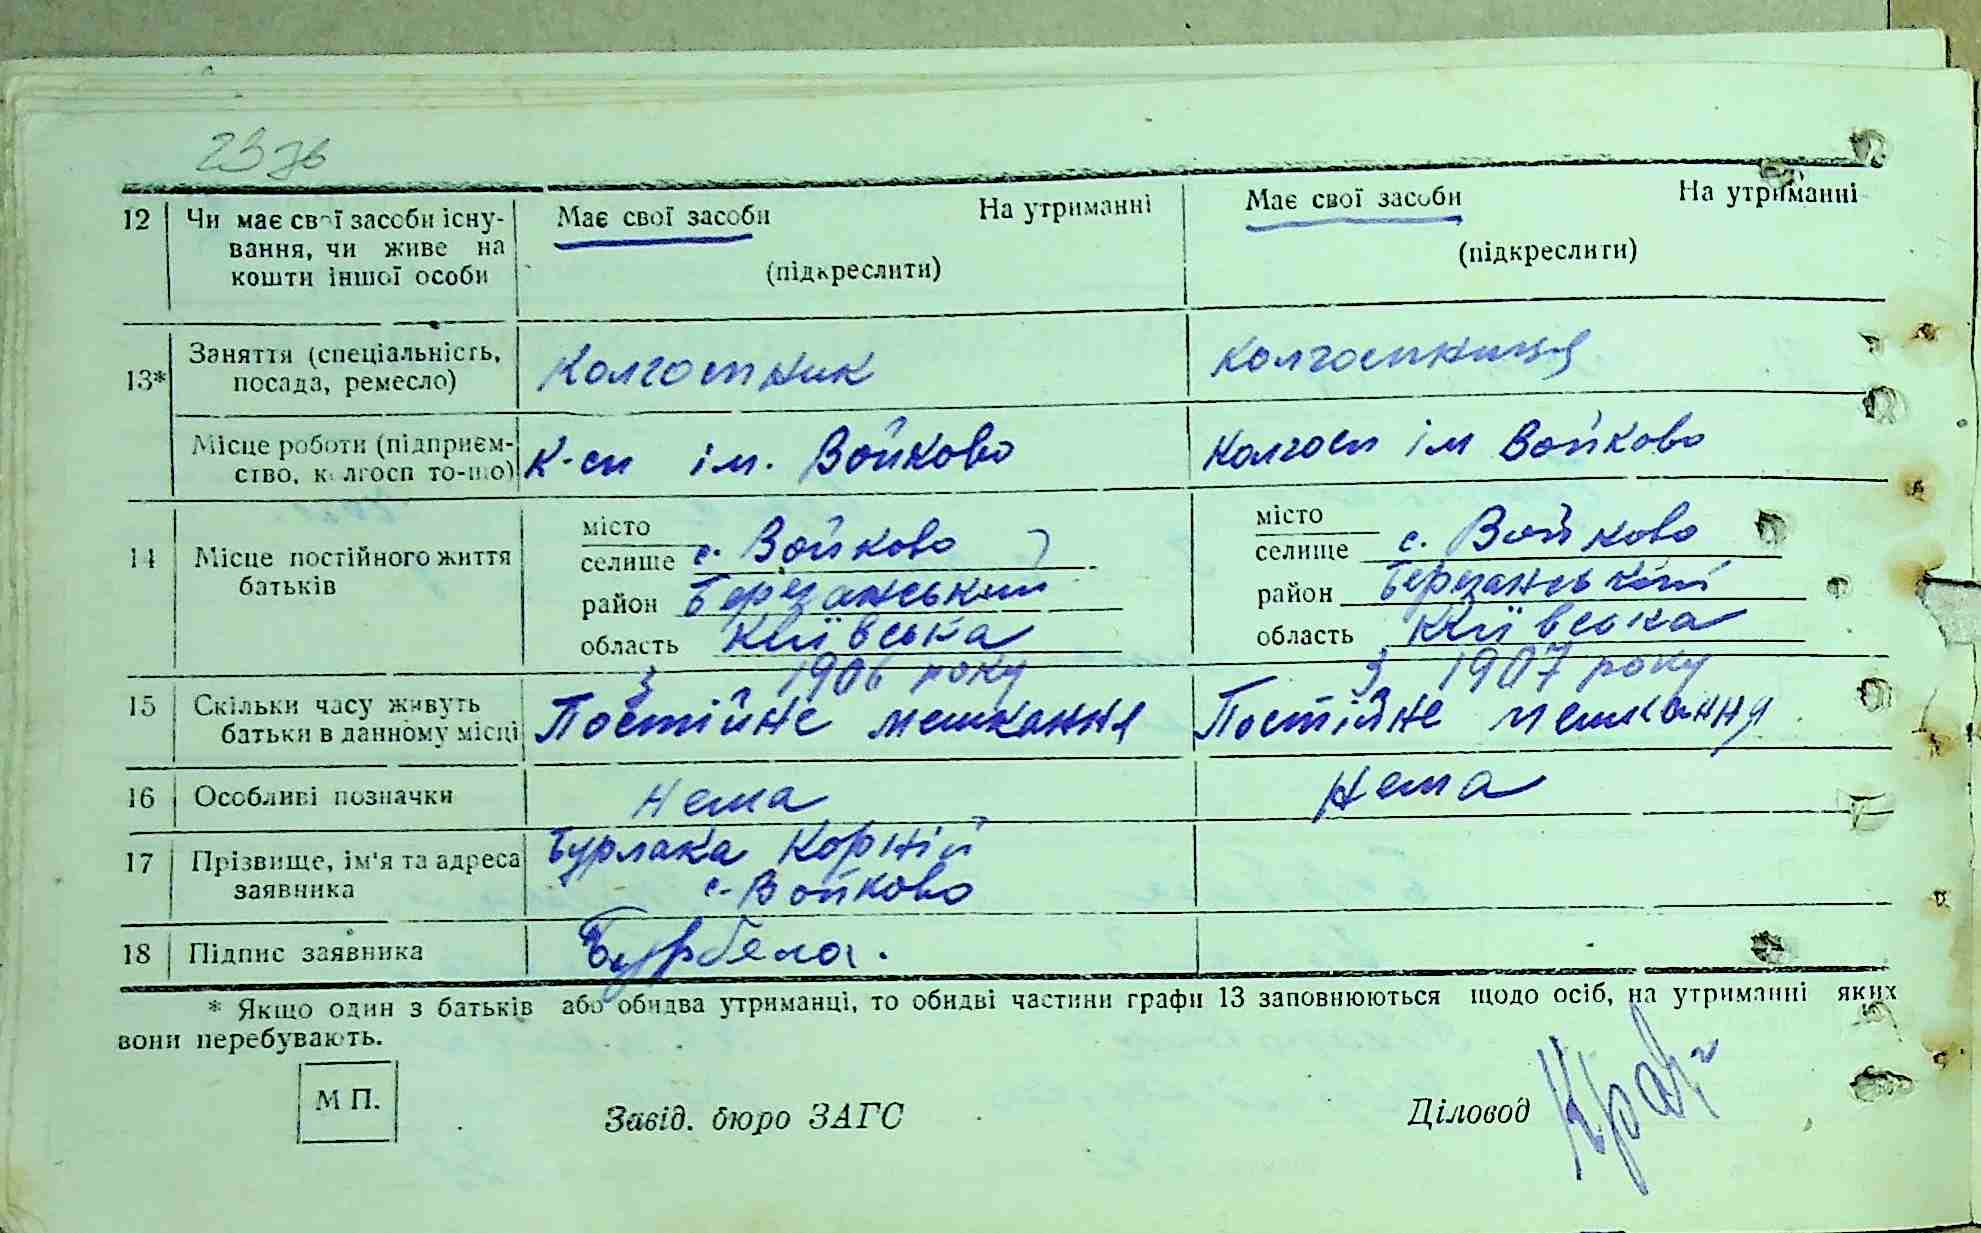 12 Чи має свої засоби існу-
вання, чи живе на
кошти іншої особи
Має свої засоби На утриманні
(підкреслити)
Має свої засоби На утриманні
(підкреслити)
13* Заняття (спеціальність,
посада, ремесло)
Колгоспник
Колгоспниця
Місце роботи (підприєм-
ство, колгосп то-що)
К-сп ім. Войково
Колгосп ім Войково
14 Місце постійного життя
батьків
місто
селище с. Войково
район Березанський
область Київська
місто
селище с. Войково
район Березанський
область Київська
15 Скільки часу живуть
батьки в данному місці
з 1906 року
Постійне мешкання
з 1907 року
Постійне мешкання
16 Особливі позначки
Нема
Нема
17 Прізвище, ім'я та адреса
заявника
Бурлака Корній
с. Войково
18 Підпис заявника
* Якщо один з батьків або обидва утриманці, то обидві частини графи 13 заповнюються щодо осіб, на утриманні яких
вони перебувають.
М П.
Завід. бюро ЗАГС
Діловод